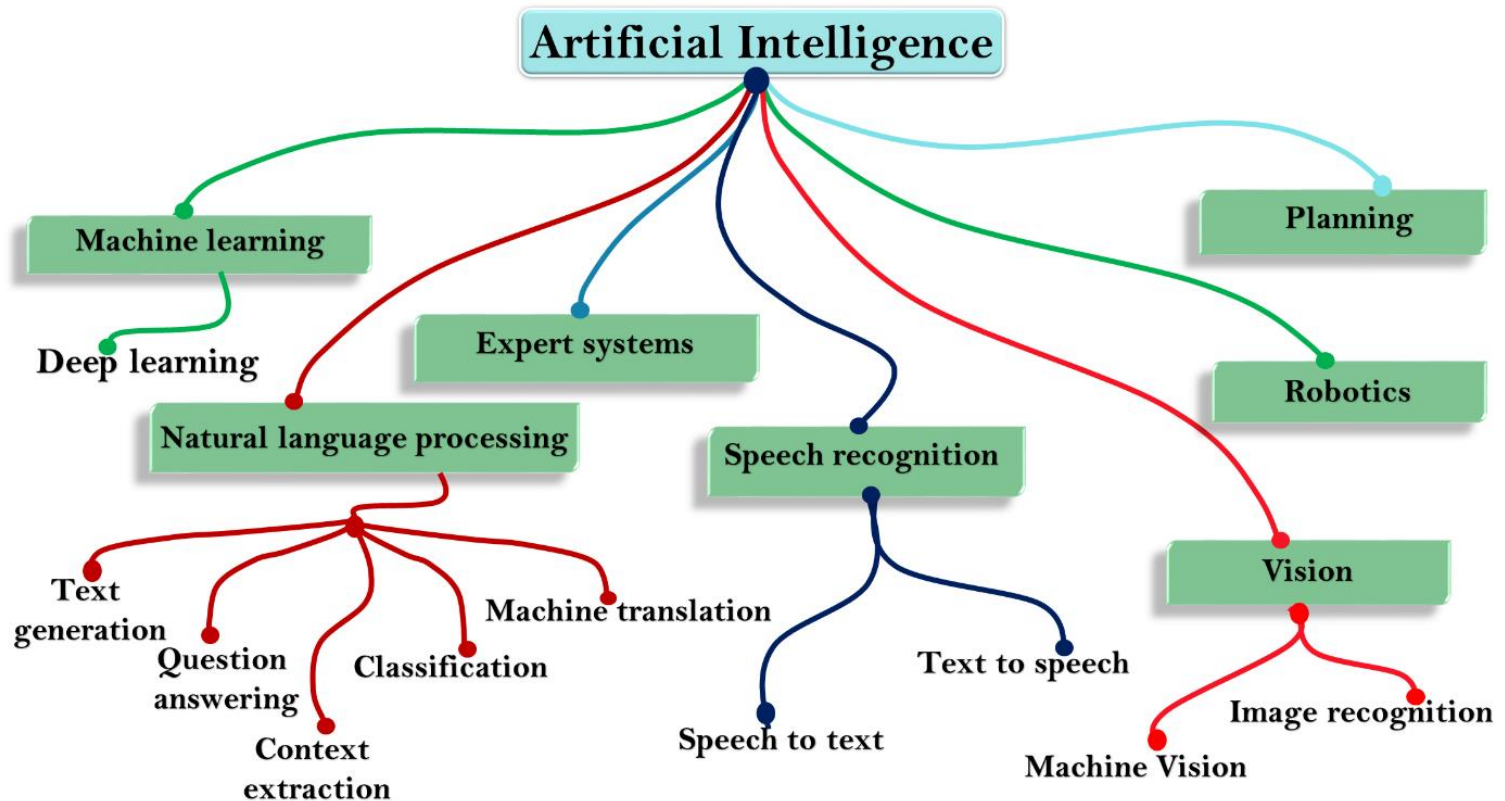 Artificial Intelligence
Machine learning
Planning
Deep learning
Expert systems
Robotics
Natural language processing
Speech recognition
Vision
Text
generation
Question
answering
Context
extraction
Classification
Machine translation
Speech to text
Text to speech
Machine Vision
Image recognition